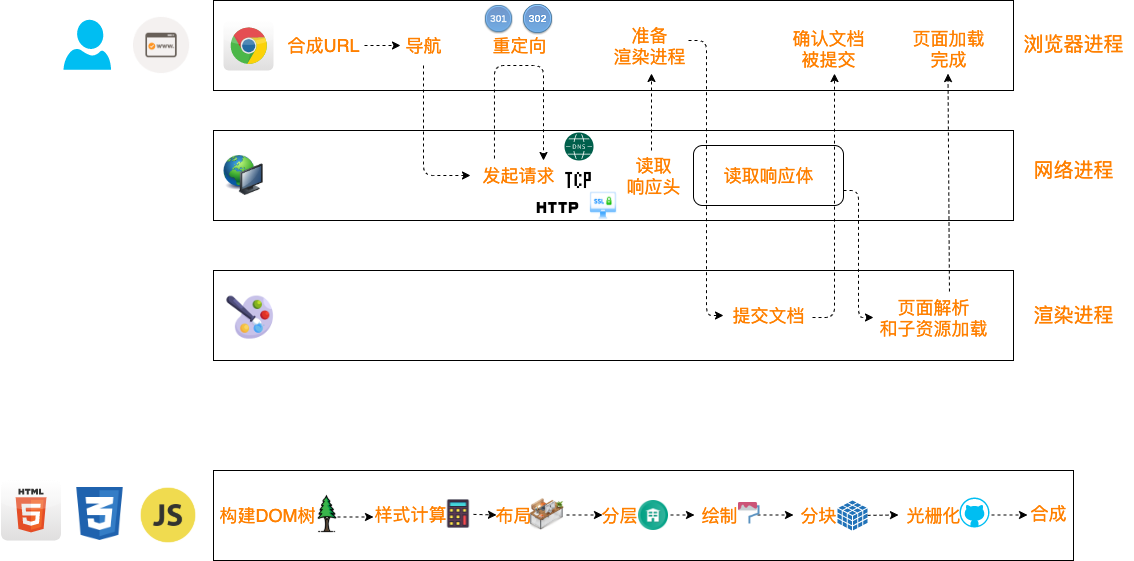 301
302
www.
合成URL
导航
重定向
准备
渲染进程
确认文档
被提交
页面加载
完成
浏览器进程
DNS
发起请求
TCP
HTTP
SSL
读取
响应头
读取响应体
网络进程
提交文档
页面解析
和子资源加载
渲染进程
HTML
5
3
JS
构建DOM树
样式计算
布局
分层
绘制
分块
光栅化
合成